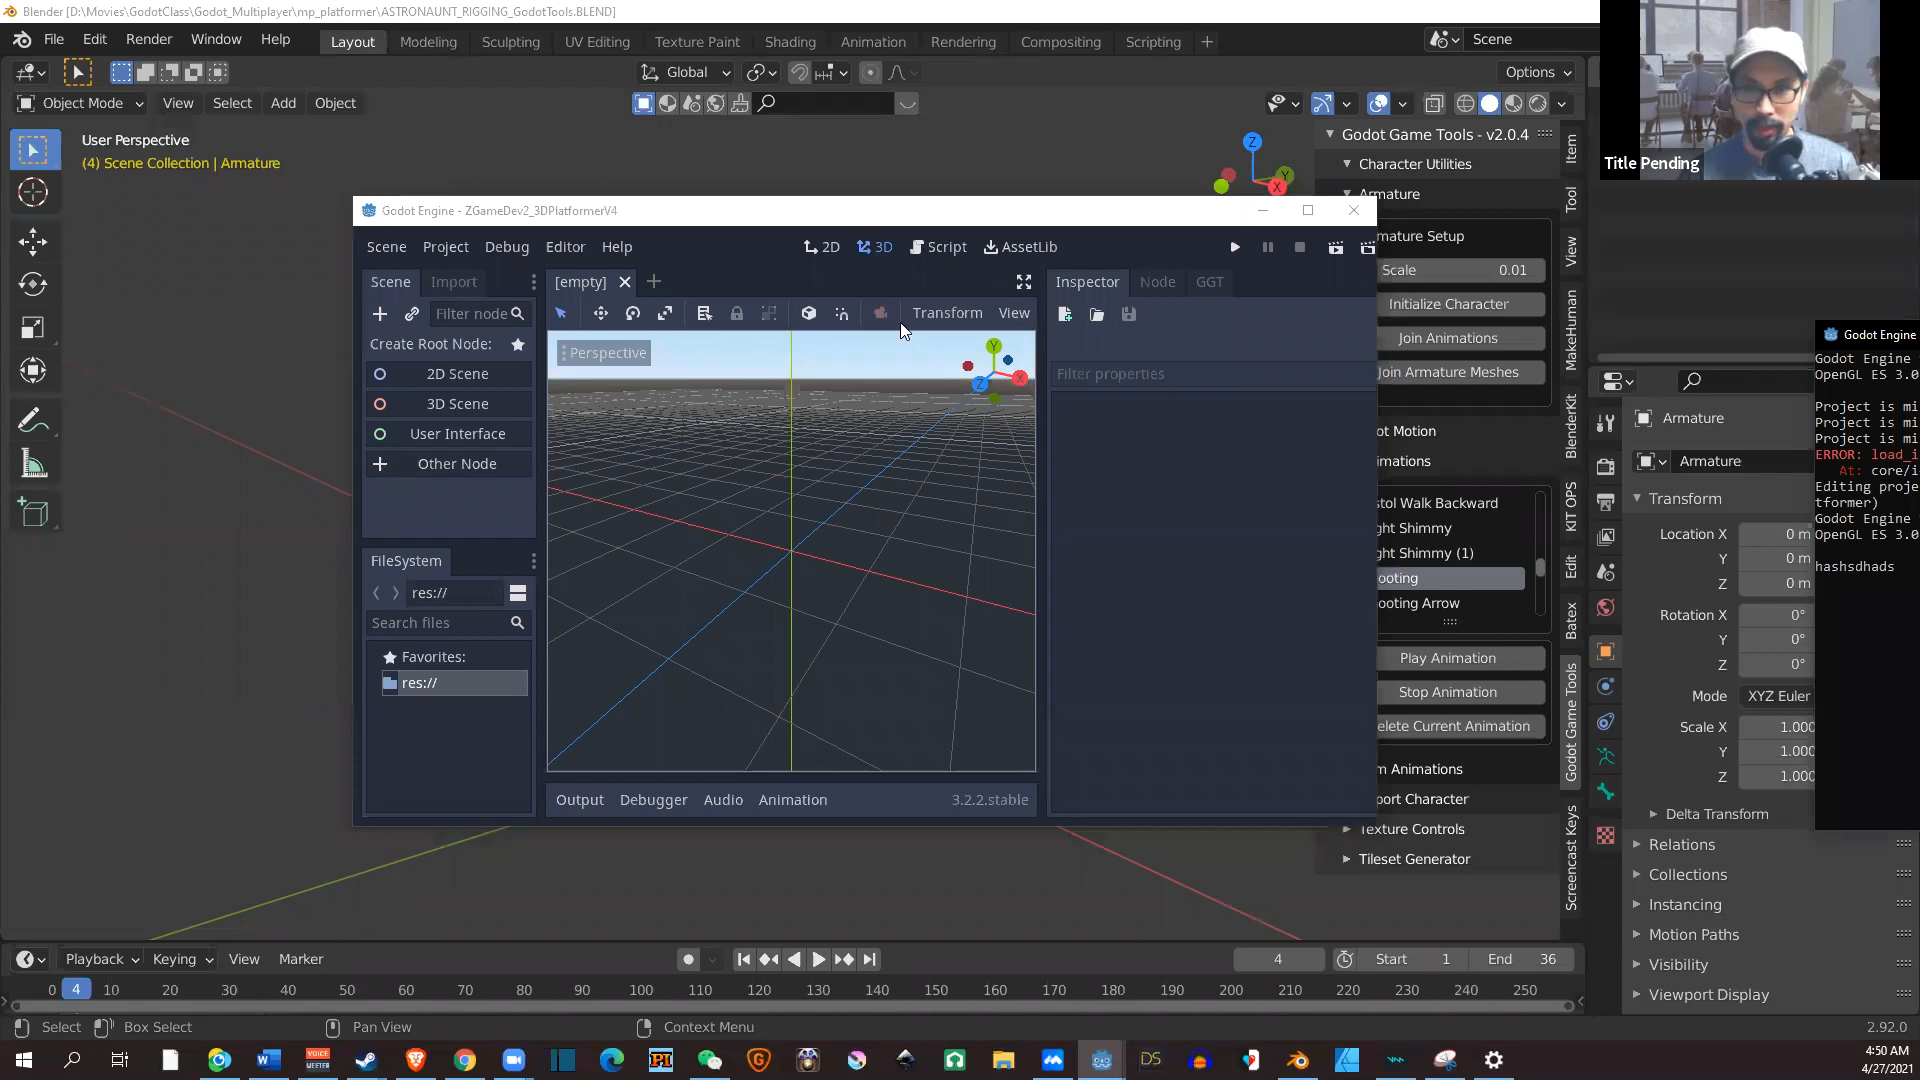 Blender [D:\Movies\GodotClass\Godot_Multiplayer\mp_platformer\ASTRONAUNT_RIGGING_GodotTools.BLEND]
File Edit Render Window Help
Layout Modeling Sculpting UV Editing Texture Paint Shading Animation Rendering Compositing Scripting
Scene
Global
Options
Object Mode View Select Add Object
User Perspective
(4) Scene Collection | Armature
Z
Y
X
Title Pending
Godot Game Tools - v2.0.4
Character Utilities
Armature
mature Setup
Scale 0.01
Initialize Character
Join Animations
Join Armature Meshes
ot Motion
imations
stol Walk Backward
ght Shimmy
ght Shimmy (1)
ooting
ooting Arrow
Play Animation
Stop Animation
elete Current Animation
m Animations
port Character
Texture Controls
Tileset Generator
Item
Tool
View
MakeHuman
BlenderKit
KIT OPS
Edit
Batex
Godot Game Tools
Screencast Keys
Godot Engine - ZGameDev2_3DPlatformerV4
Scene Project Debug Editor Help
2D 3D Script AssetLib
Scene Import
[empty]
Inspector Node GGT
Filter node
Transform View
Create Root Node:
2D Scene
3D Scene
User Interface
Other Node
Perspective
Y
X
Z
Filter properties
FileSystem
res://
Search files
Favorites:
res://
Output Debugger Audio Animation 3.2.2.stable
Godot Engine
Godot Engine
OpenGL ES 3.0
Project is mi
Project is mi
Project is mi
ERROR: load_i
At: core/i
Editing proje
tformer)
Godot Engine
OpenGL ES 3.0
hashsdhads
Armature
Armature
Transform
Location X 0 m
Y 0 m
Z 0 m
Rotation X 0°
Y 0°
Z 0°
Mode XYZ Euler
Scale X 1.000
Y 1.000
Z 1.000
Delta Transform
Relations
Collections
Instancing
Motion Paths
Visibility
Viewport Display
Playback Keying View Marker
4
Start 1
End 36
0 4 10 20 30 40 50 60 70 80 90 100 110 120 130 140 150 160 170 180 190 200 210 220 230 240 250
Select Box Select Pan View Context Menu
2.92.0
VOICE
MEETER
DS
4:50 AM
4/27/2021